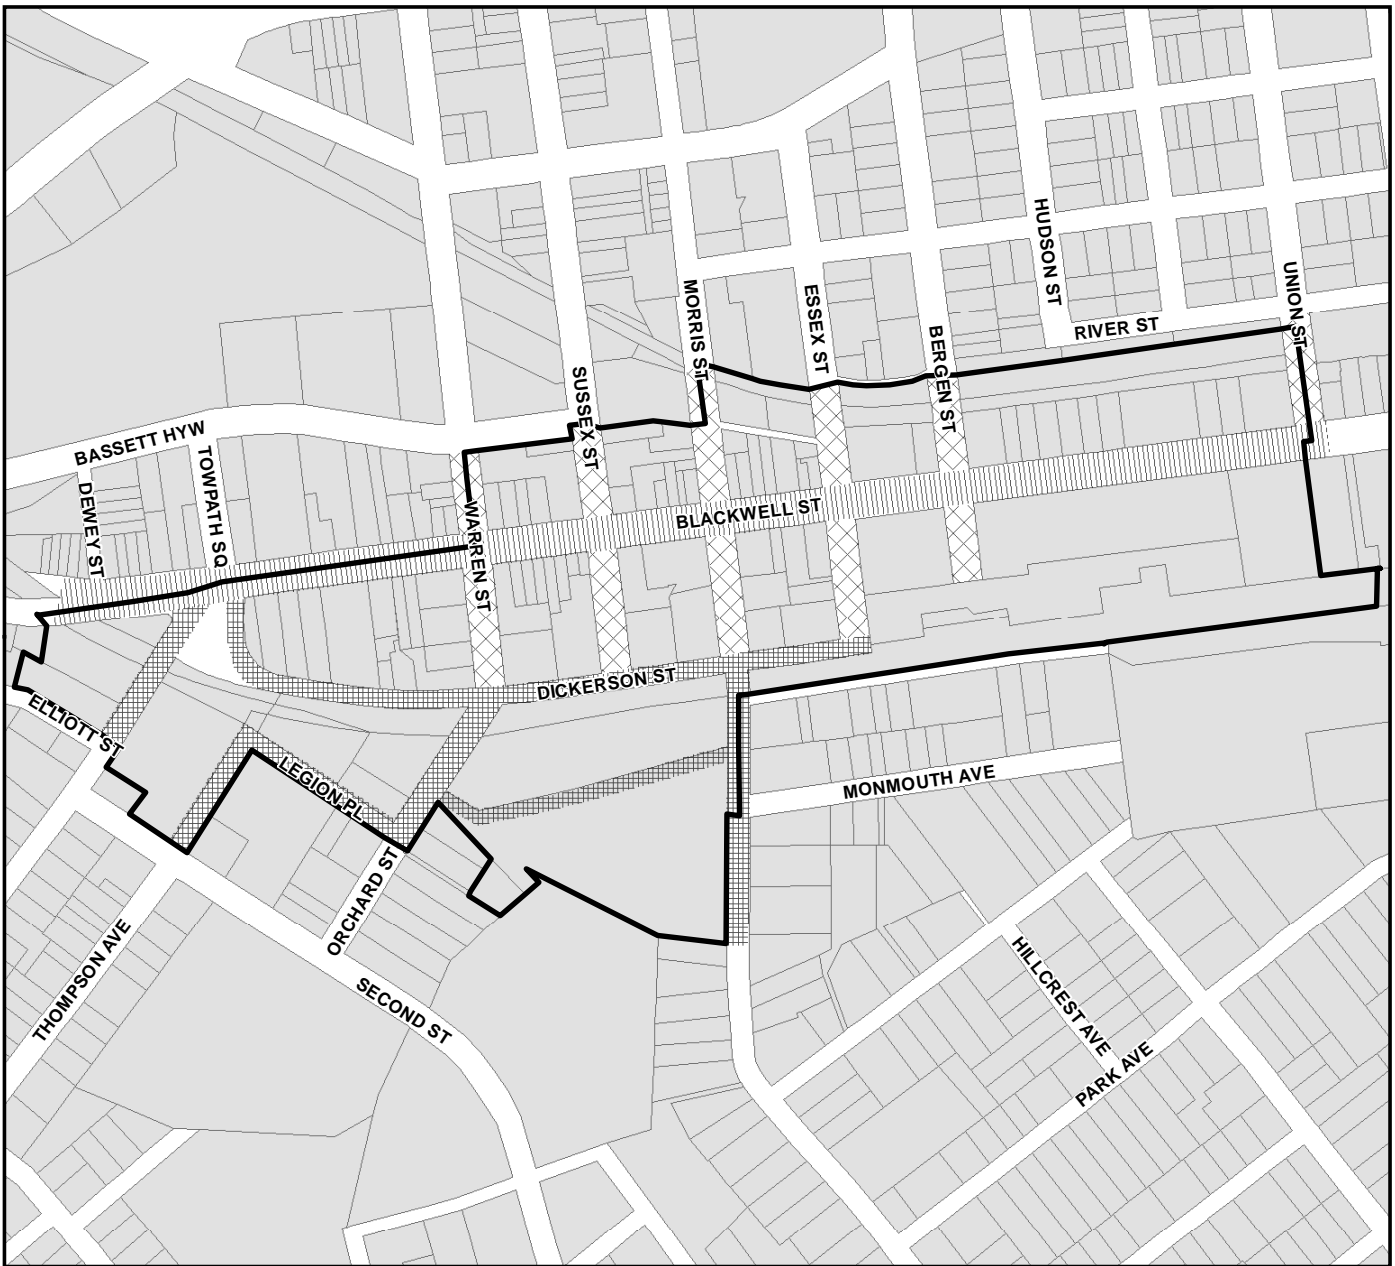 HUDSON ST
UNION ST
MORRIS ST
ESSEX ST
RIVER ST
BERGEN ST
SUSSEX ST
BASSETT HYW
TOWPATH SQ
DEWEY ST
WARREN ST
BLACKWELL ST
DICKERSON ST
ELLIOTT ST
LEGION PL
MONMOUTH AVE
ORCHARD ST
THOMPSON AVE
SECOND ST
HILLCREST AVE
PARK AVE